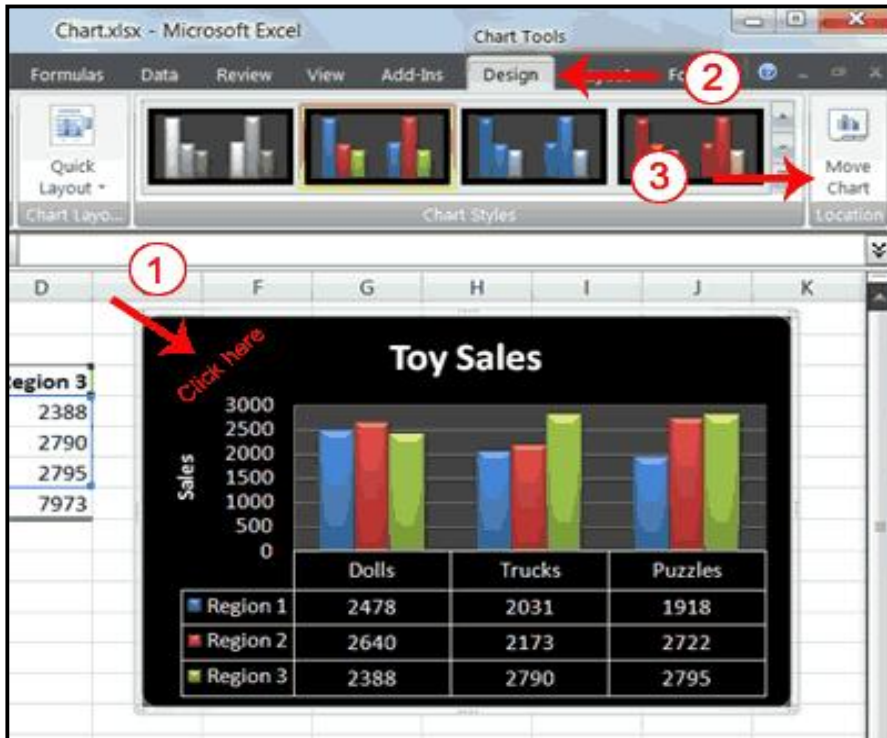 Chart.xlsx - Microsoft Excel
Chart Tools
Formulas Data Review View Add-Ins Design 2
Quick
Layout
Move
Chart
3
Chart Layo... Chart Styles Location
1
D F G H I J K
Click here
Toy Sales
egion 3
2388
2790
2795
7973
Sales
3000
2500
2000
1500
1000
500
0
Dolls Trucks Puzzles
Region 1 2478 2031 1918
Region 2 2640 2173 2722
Region 3 2388 2790 2795